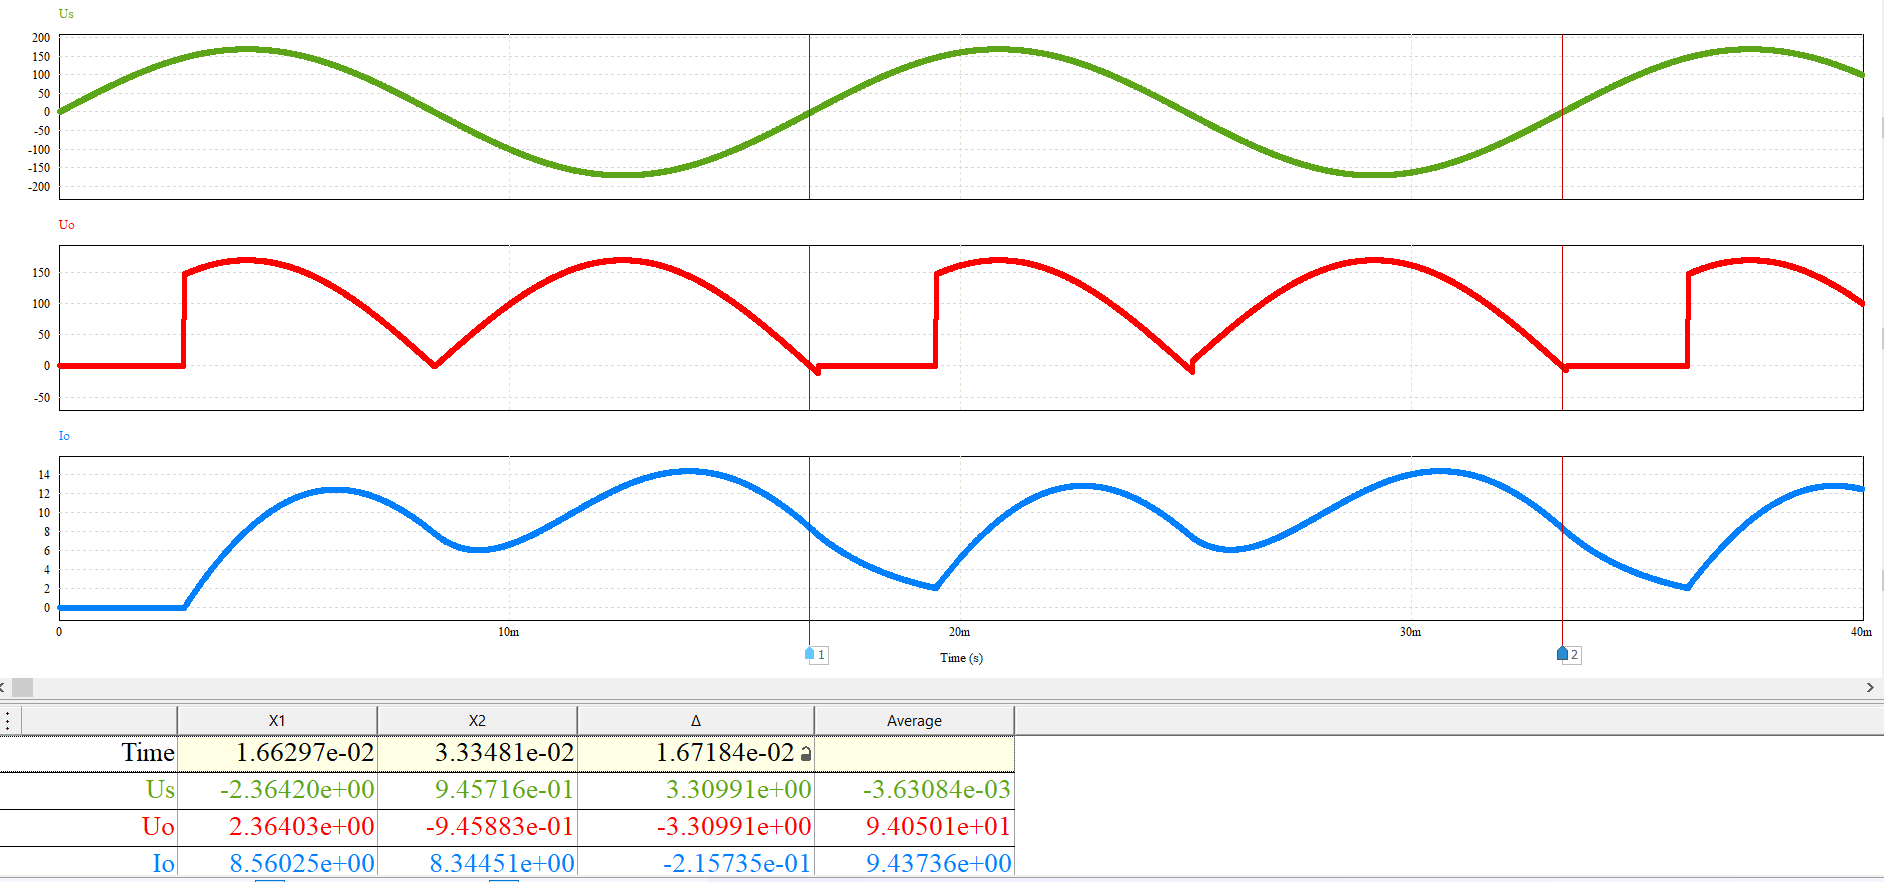 Us
200
150
100
50
0
-50
-100
-150
-200
Uo
150
100
50
0
-50
Io
14
12
10
8
6
4
2
0
0 10m 20m 30m 40m
1 2
Time (s)
X1 X2 Δ Average
Time 1.66297e-02 3.33481e-02 1.67184e-02
Us -2.36420e+00 9.45716e-01 3.30991e+00 -3.63084e-03
Uo 2.36403e+00 -9.45883e-01 -3.30991e+00 9.40501e+01
Io 8.56025e+00 8.34451e+00 -2.15735e-01 9.43736e+00